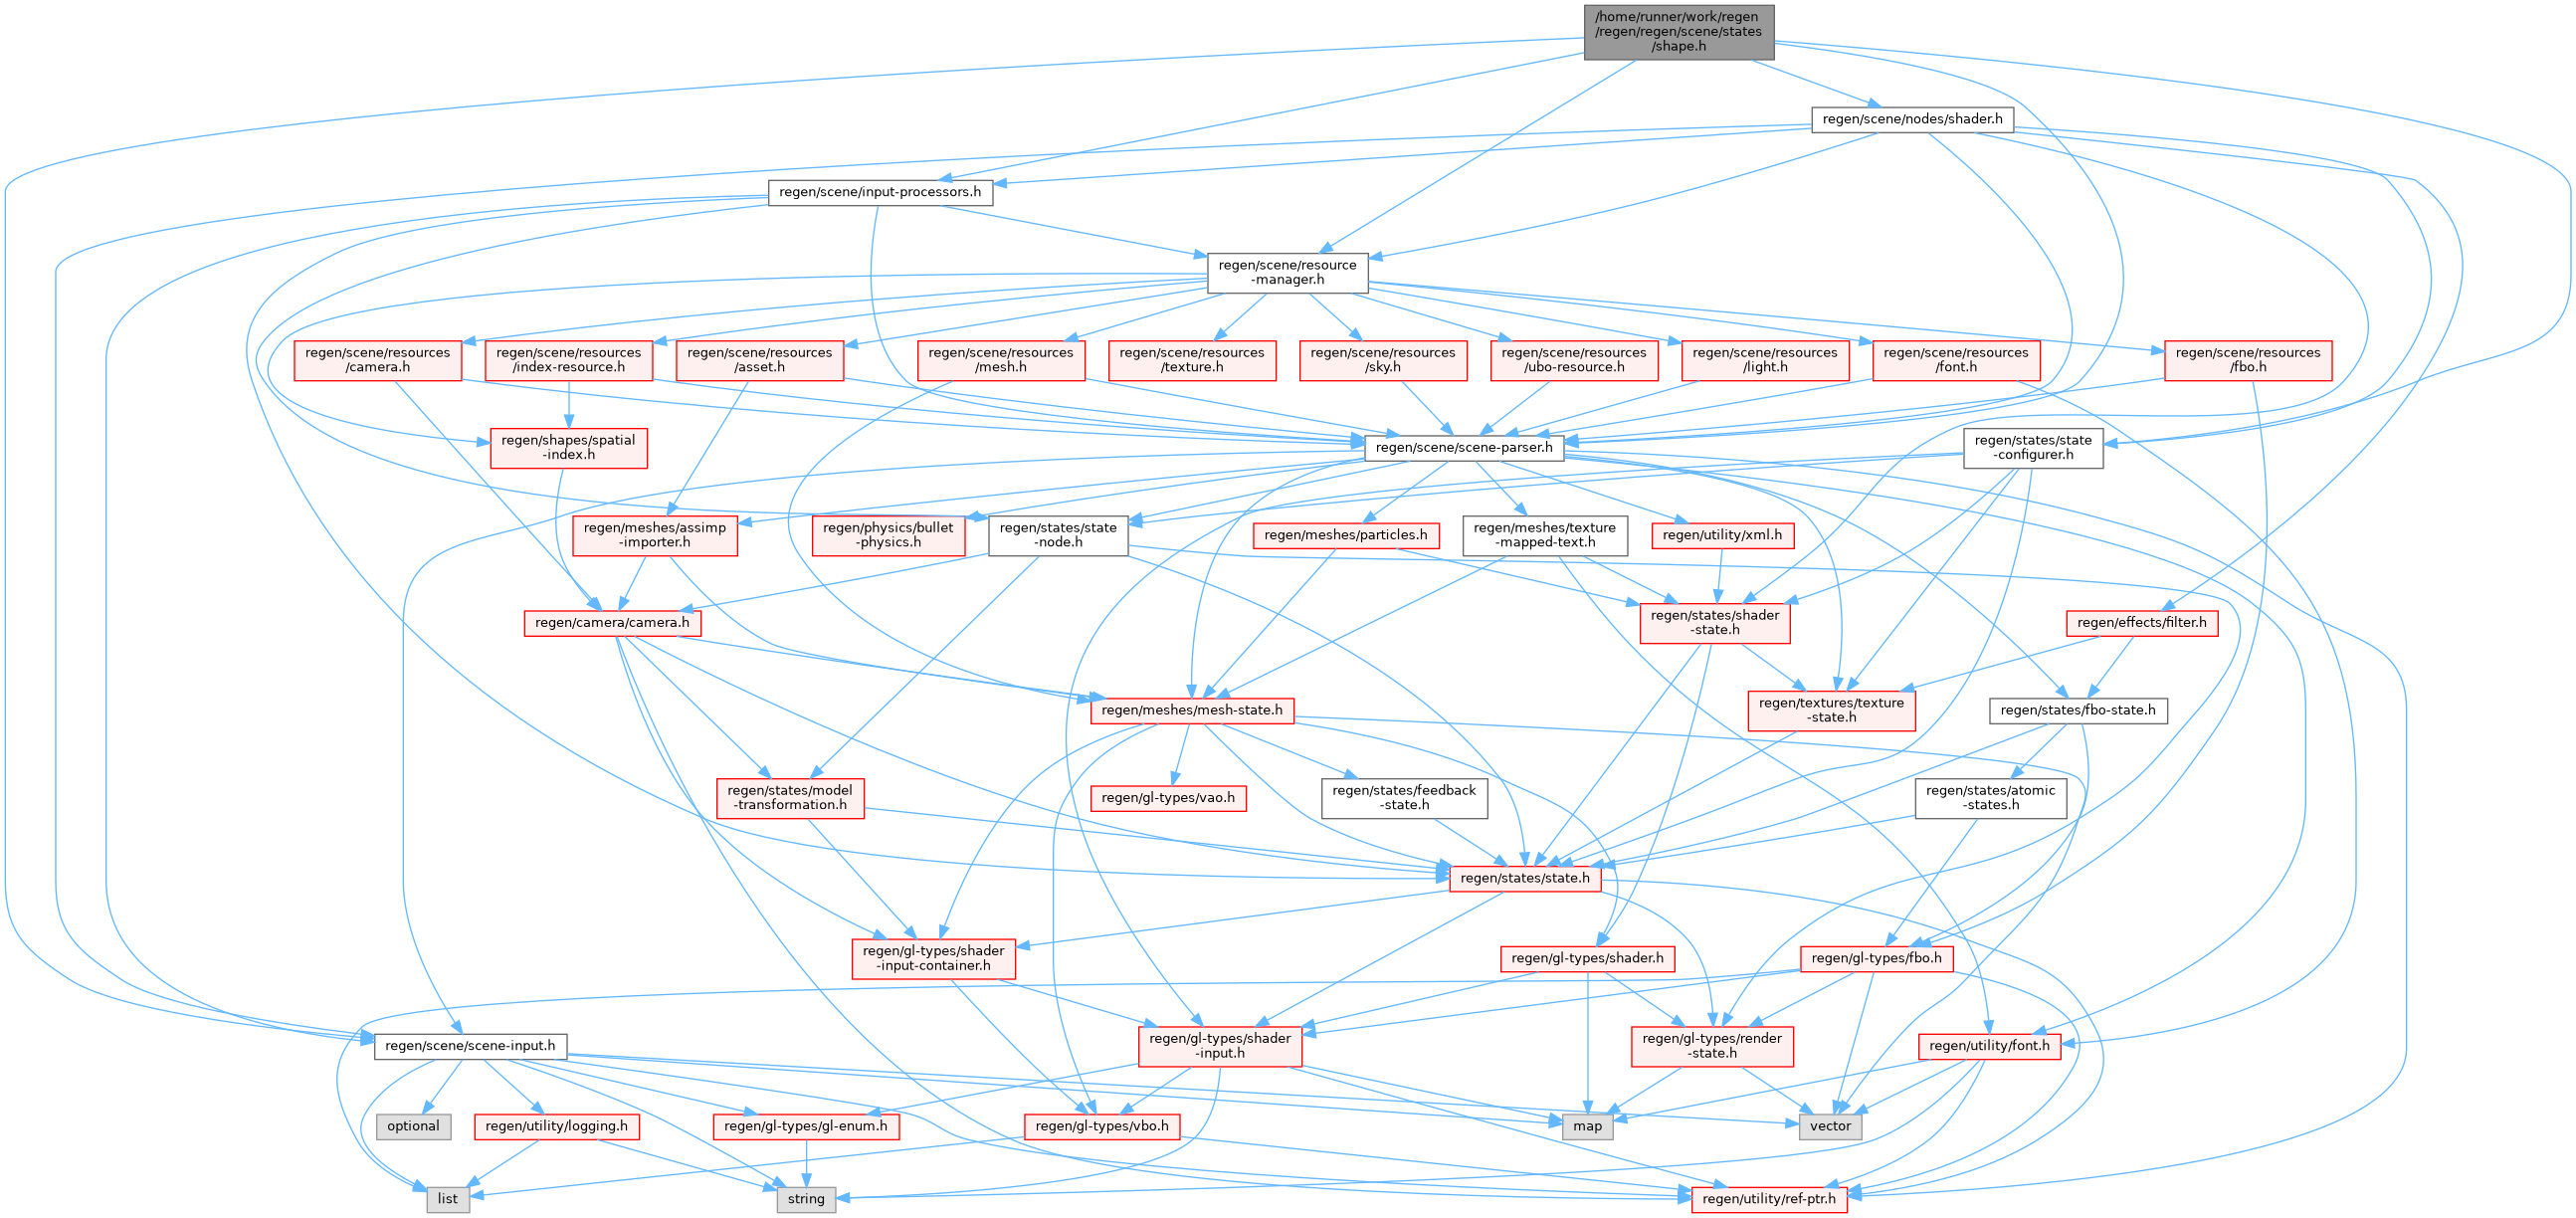 /home/runner/work/regen
/regen/regen/scene/states
/shape.h
regen/scene/nodes/shader.h
regen/scene/input-processors.h
regen/scene/resource
-manager.h
regen/scene/resources
/camera.h
regen/scene/resources
/index-resource.h
regen/scene/resources
/asset.h
regen/scene/resources
/mesh.h
regen/scene/resources
/texture.h
regen/scene/resources
/sky.h
regen/scene/resources
/ubo-resource.h
regen/scene/resources
/light.h
regen/scene/resources
/font.h
regen/scene/resources
/fbo.h
regen/shapes/spatial
-index.h
regen/scene/scene-parser.h
regen/states/state
-configurer.h
regen/meshes/assimp
-importer.h
regen/physics/bullet
-physics.h
regen/states/state
-node.h
regen/meshes/particles.h
regen/meshes/texture
-mapped-text.h
regen/utility/xml.h
regen/camera/camera.h
regen/states/shader
-state.h
regen/effects/filter.h
regen/meshes/mesh-state.h
regen/textures/texture
-state.h
regen/states/fbo-state.h
regen/states/model
-transformation.h
regen/gl-types/vao.h
regen/states/feedback
-state.h
regen/states/atomic
-states.h
regen/states/state.h
regen/gl-types/shader
-input-container.h
regen/gl-types/shader.h
regen/gl-types/fbo.h
regen/scene/scene-input.h
regen/gl-types/shader
-input.h
regen/gl-types/render
-state.h
regen/utility/font.h
optional
regen/utility/logging.h
regen/gl-types/gl-enum.h
regen/gl-types/vbo.h
map
vector
list
string
regen/utility/ref-ptr.h